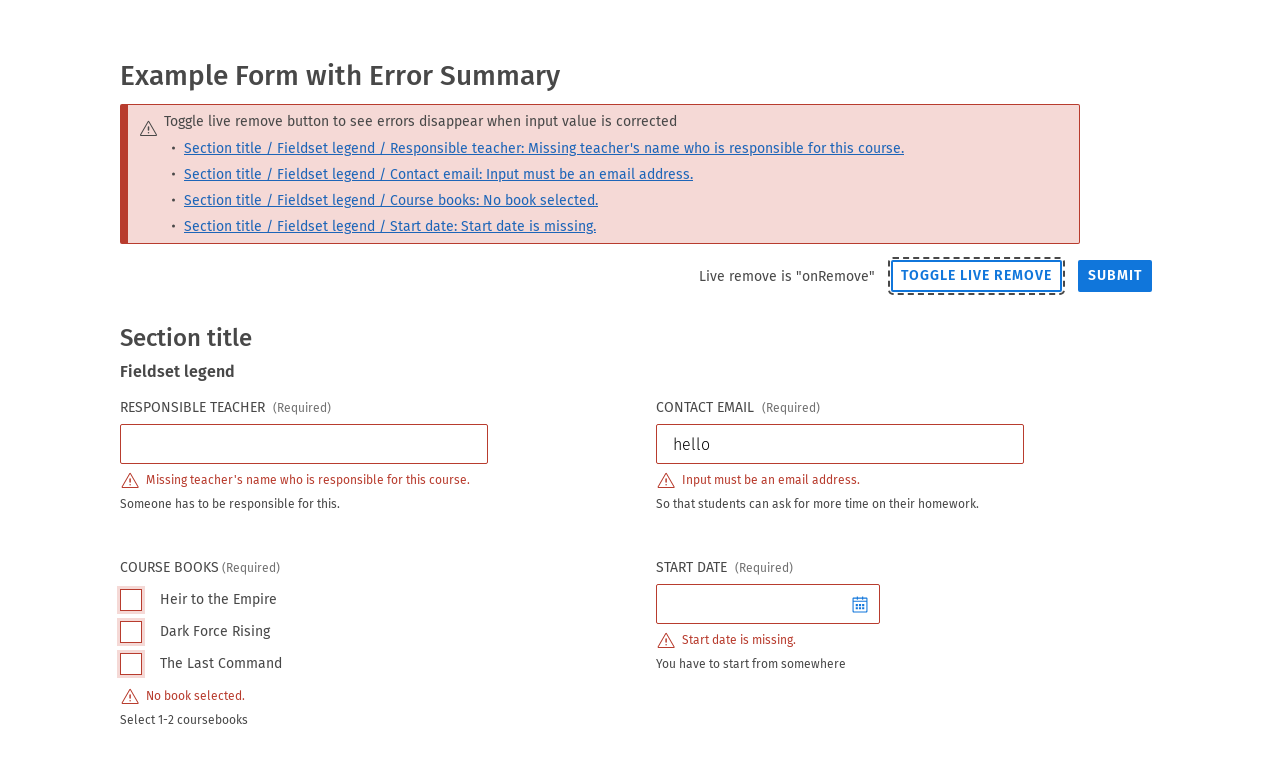 Example Form with Error Summary
Toggle live remove button to see errors disappear when input value is corrected
• Section title / Fieldset legend / Responsible teacher: Missing teacher's name who is responsible for this course.
• Section title / Fieldset legend / Contact email: Input must be an email address.
• Section title / Fieldset legend / Course books: No book selected.
• Section title / Fieldset legend / Start date: Start date is missing.
Live remove is "onRemove" TOGGLE LIVE REMOVE SUBMIT
Section title
Fieldset legend
RESPONSIBLE TEACHER (Required)
Missing teacher's name who is responsible for this course.
Someone has to be responsible for this.
CONTACT EMAIL (Required)
hello
Input must be an email address.
So that students can ask for more time on their homework.
COURSE BOOKS (Required)
Heir to the Empire
Dark Force Rising
The Last Command
No book selected.
Select 1-2 coursebooks
START DATE (Required)
Start date is missing.
You have to start from somewhere